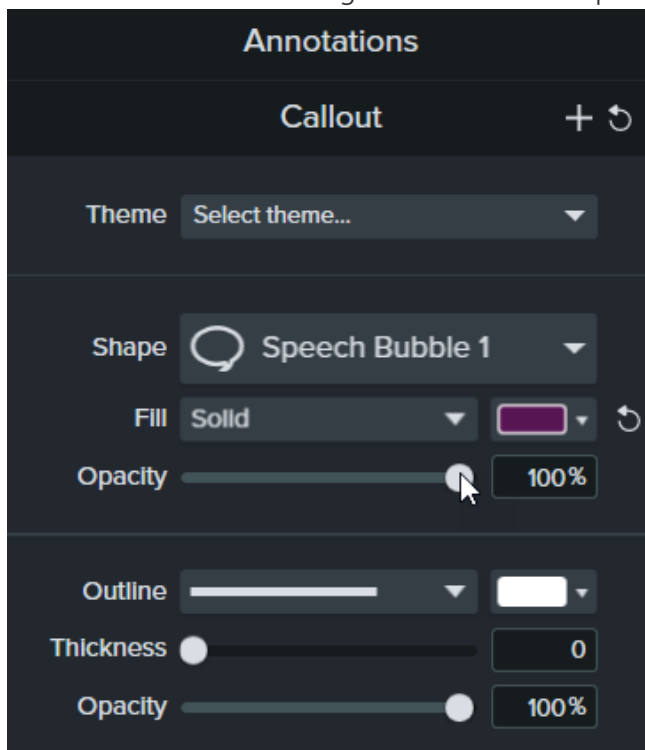 Annotations
Callout
Theme Select theme...
Shape Speech Bubble 1
Fill Solid
Opacity 100%
Outline
Thickness 0
Opacity 100%